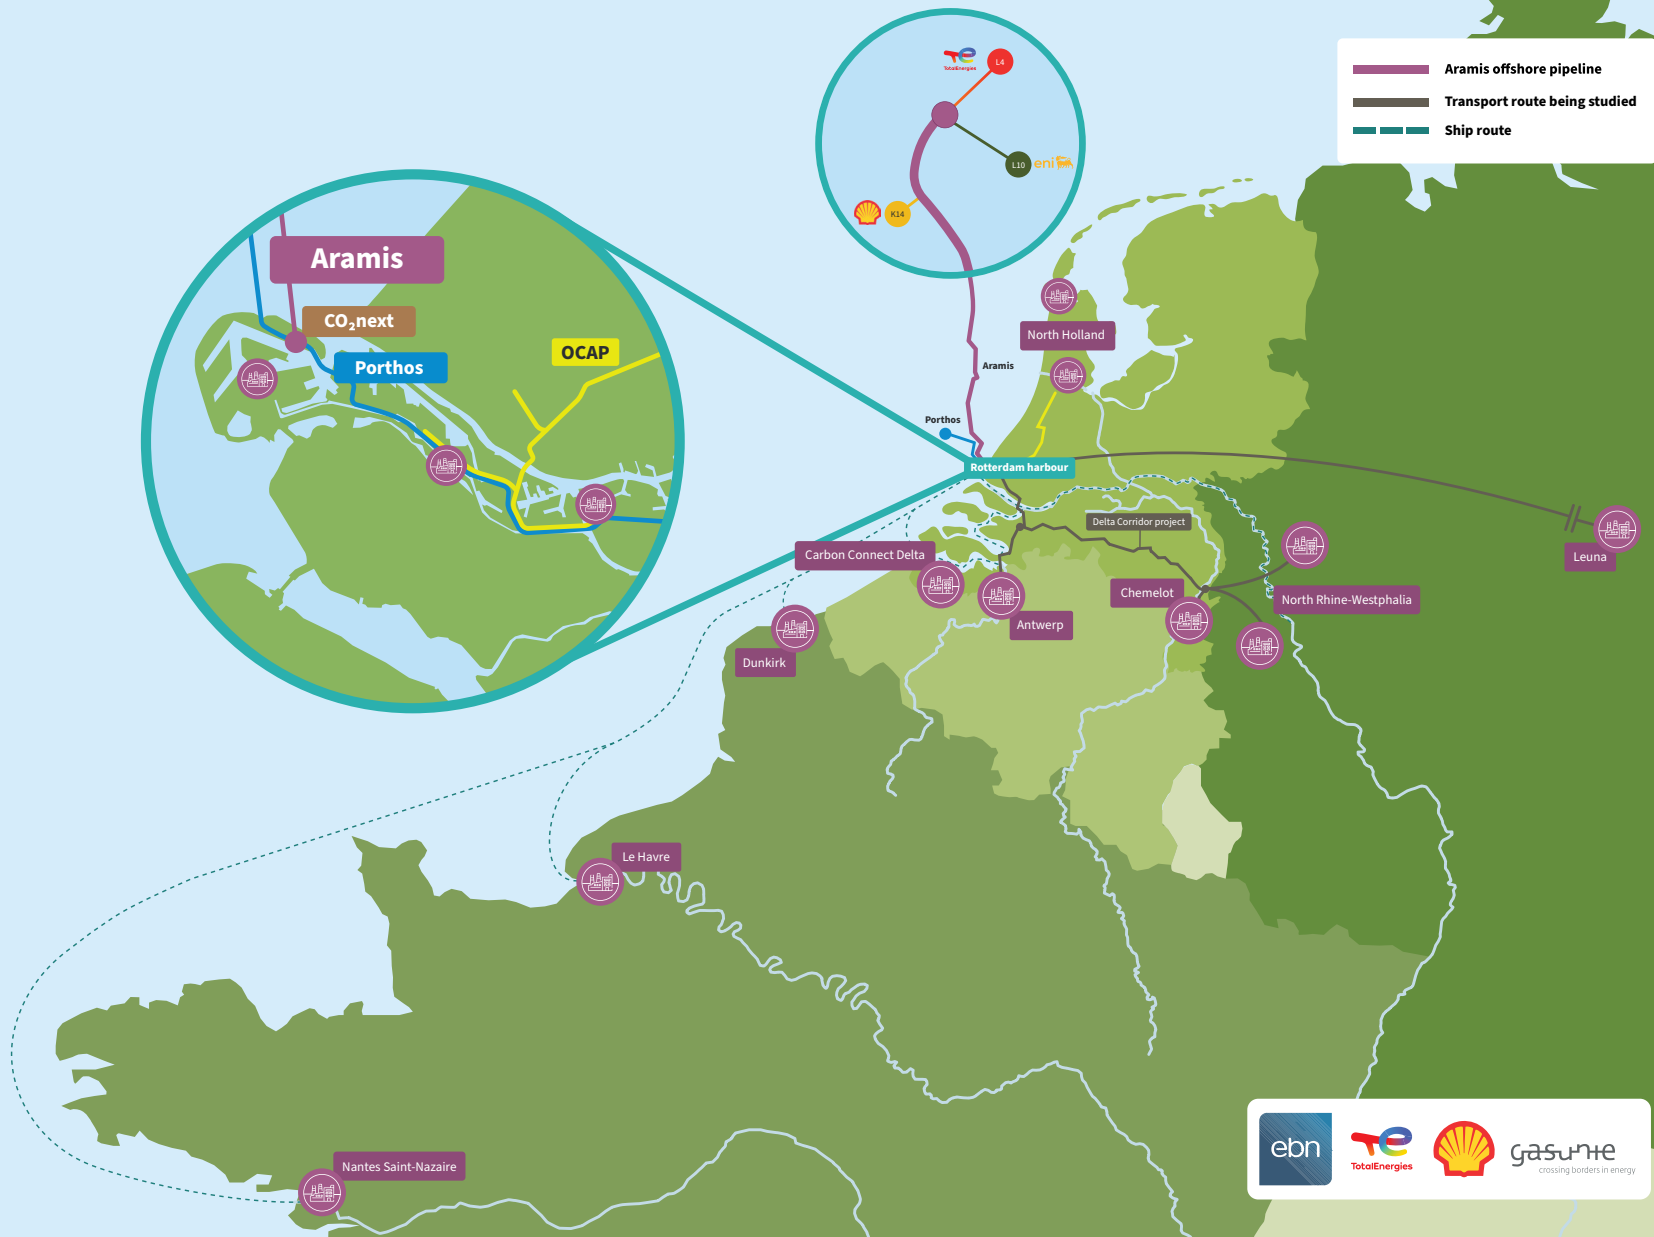 TotalEnergies
L4
L10
eni
K14
Aramis offshore pipeline
Transport route being studied
Ship route
Aramis
CO₂next
Porthos
OCAP
North Holland
Aramis
Porthos
Rotterdam harbour
Delta Corridor project
Carbon Connect Delta
Leuna
Chemelot
North Rhine-Westphalia
Antwerp
Dunkirk
Le Havre
Nantes Saint-Nazaire
ebn
TotalEnergies
gasunie
crossing borders in energy